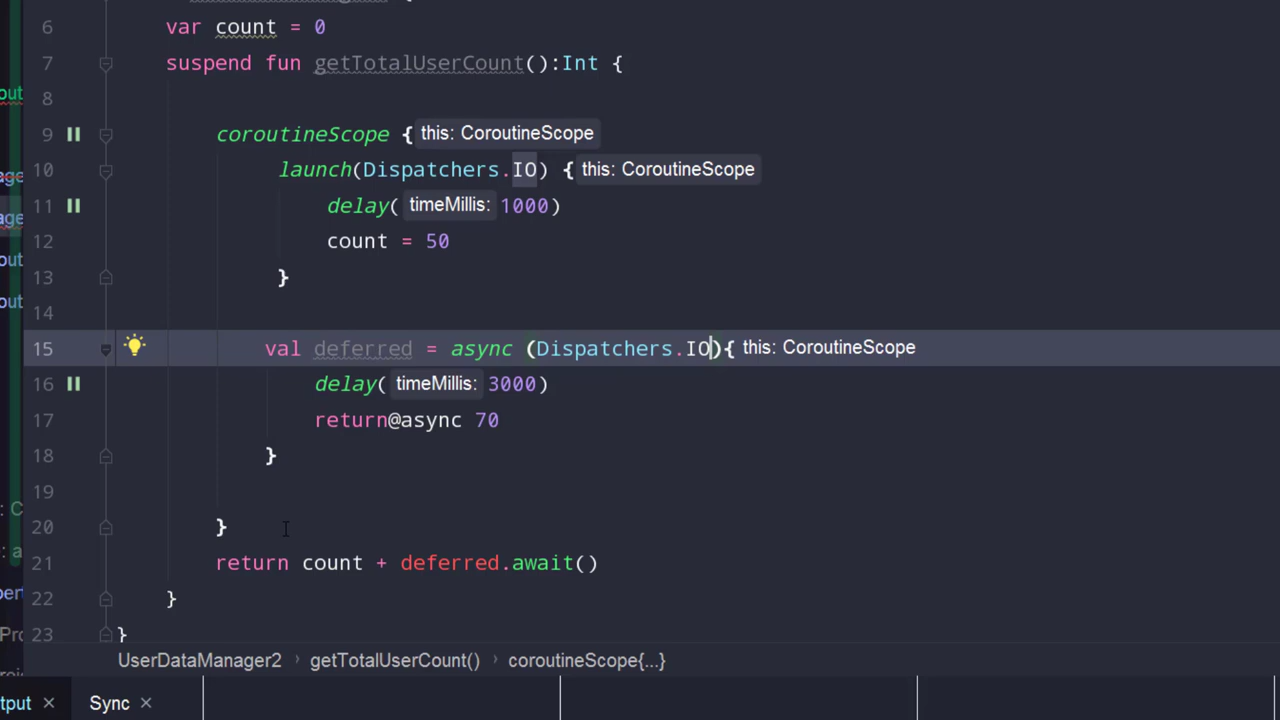 6 var count = 0
7 suspend fun getTotalUserCount():Int {
8
9 coroutineScope { this: CoroutineScope
10 launch(Dispatchers.IO) { this: CoroutineScope
11 delay( timeMillis: 1000)
12 count = 50
13 }
14
15 val deferred = async (Dispatchers.IO){ this: CoroutineScope
16 delay( timeMillis: 3000)
17 return@async 70
18 }
19
20 }
21 return count + deferred.await()
22 }
23 }
UserDataManager2 › getTotalUserCount() › coroutineScope{...}
tput × Sync ×